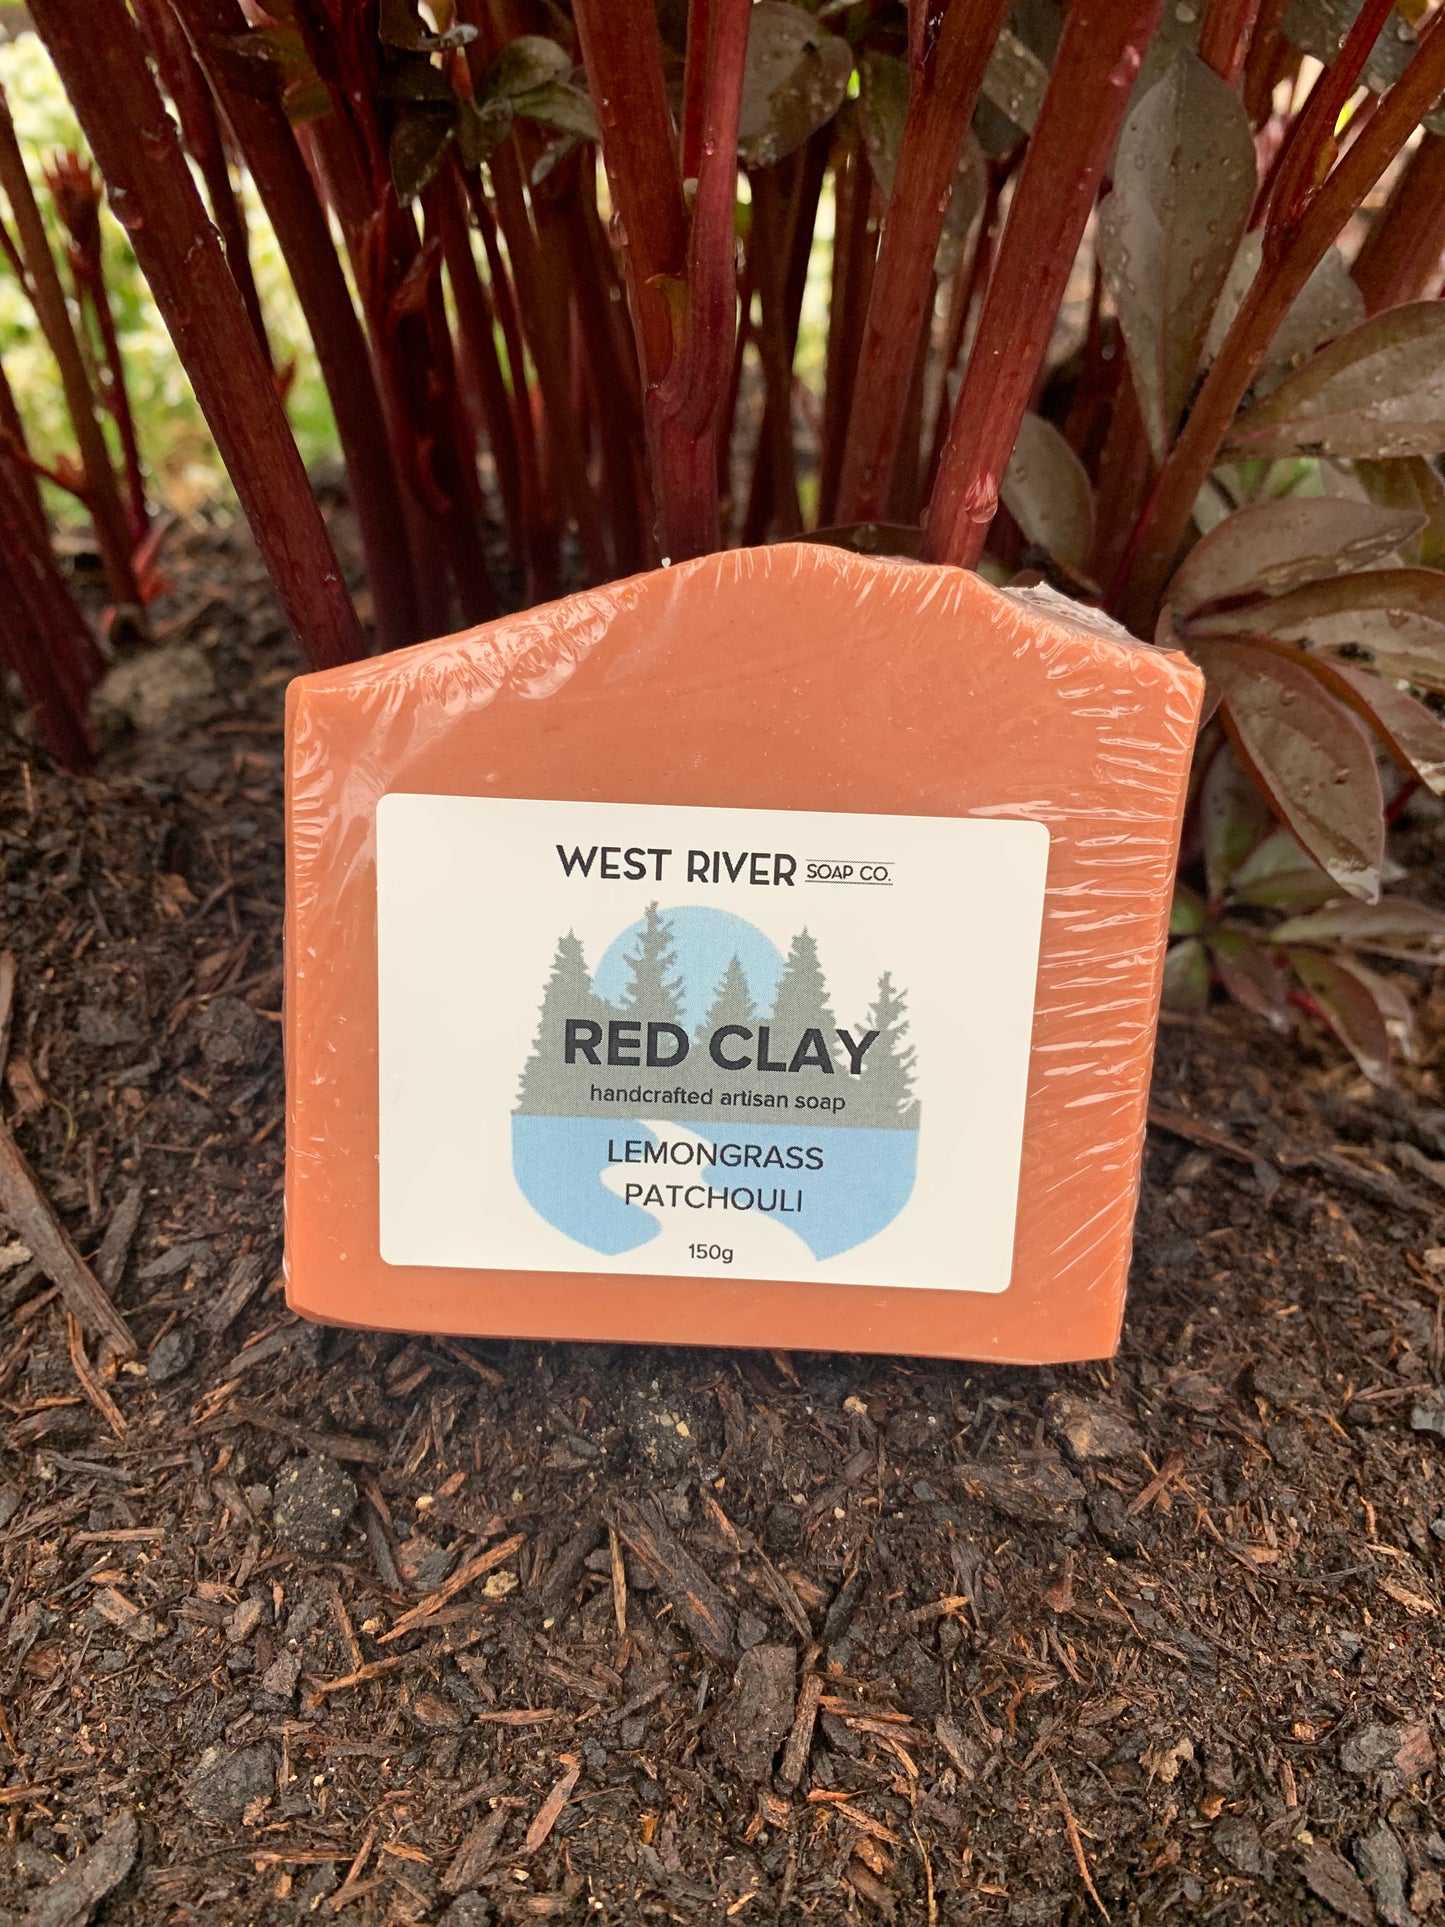 WEST RIVER SOAP CO.
RED CLAY
handcrafted artisan soap
LEMONGRASS
PATCHOULI
150g